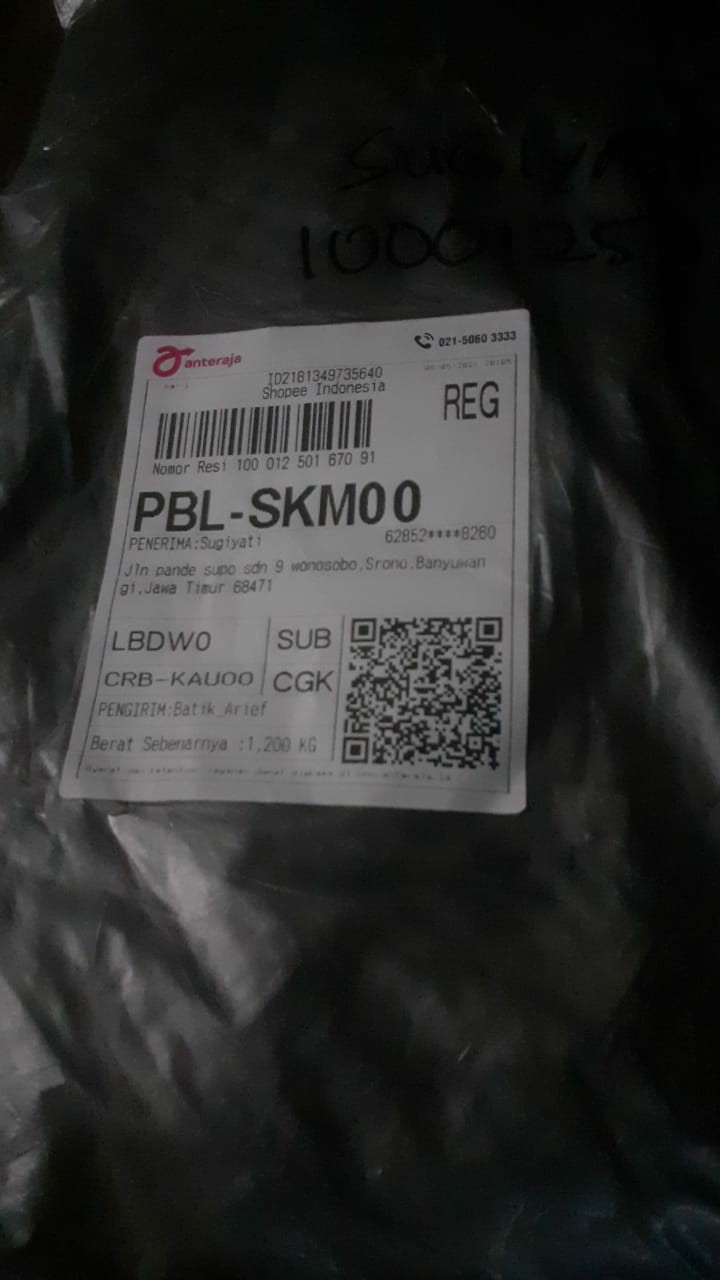 SUGIYA
1000125
anteraja
021-5060 3333
ID2181349735640
Shopee Indonesia
REG
Nomor Resi 100 012 501 670 91
PBL-SKM00
PENERIMA:Sugiyati
62852****8260
Jln pande supo sdn 9 wonosobo,Srono,Banyuwan
gi,Jawa Timur 68471
LBDW0
SUB
CRB-KAU00
CGK
PENGIRIM:Batik_Arief
Berat Sebenarnya :1,200 KG